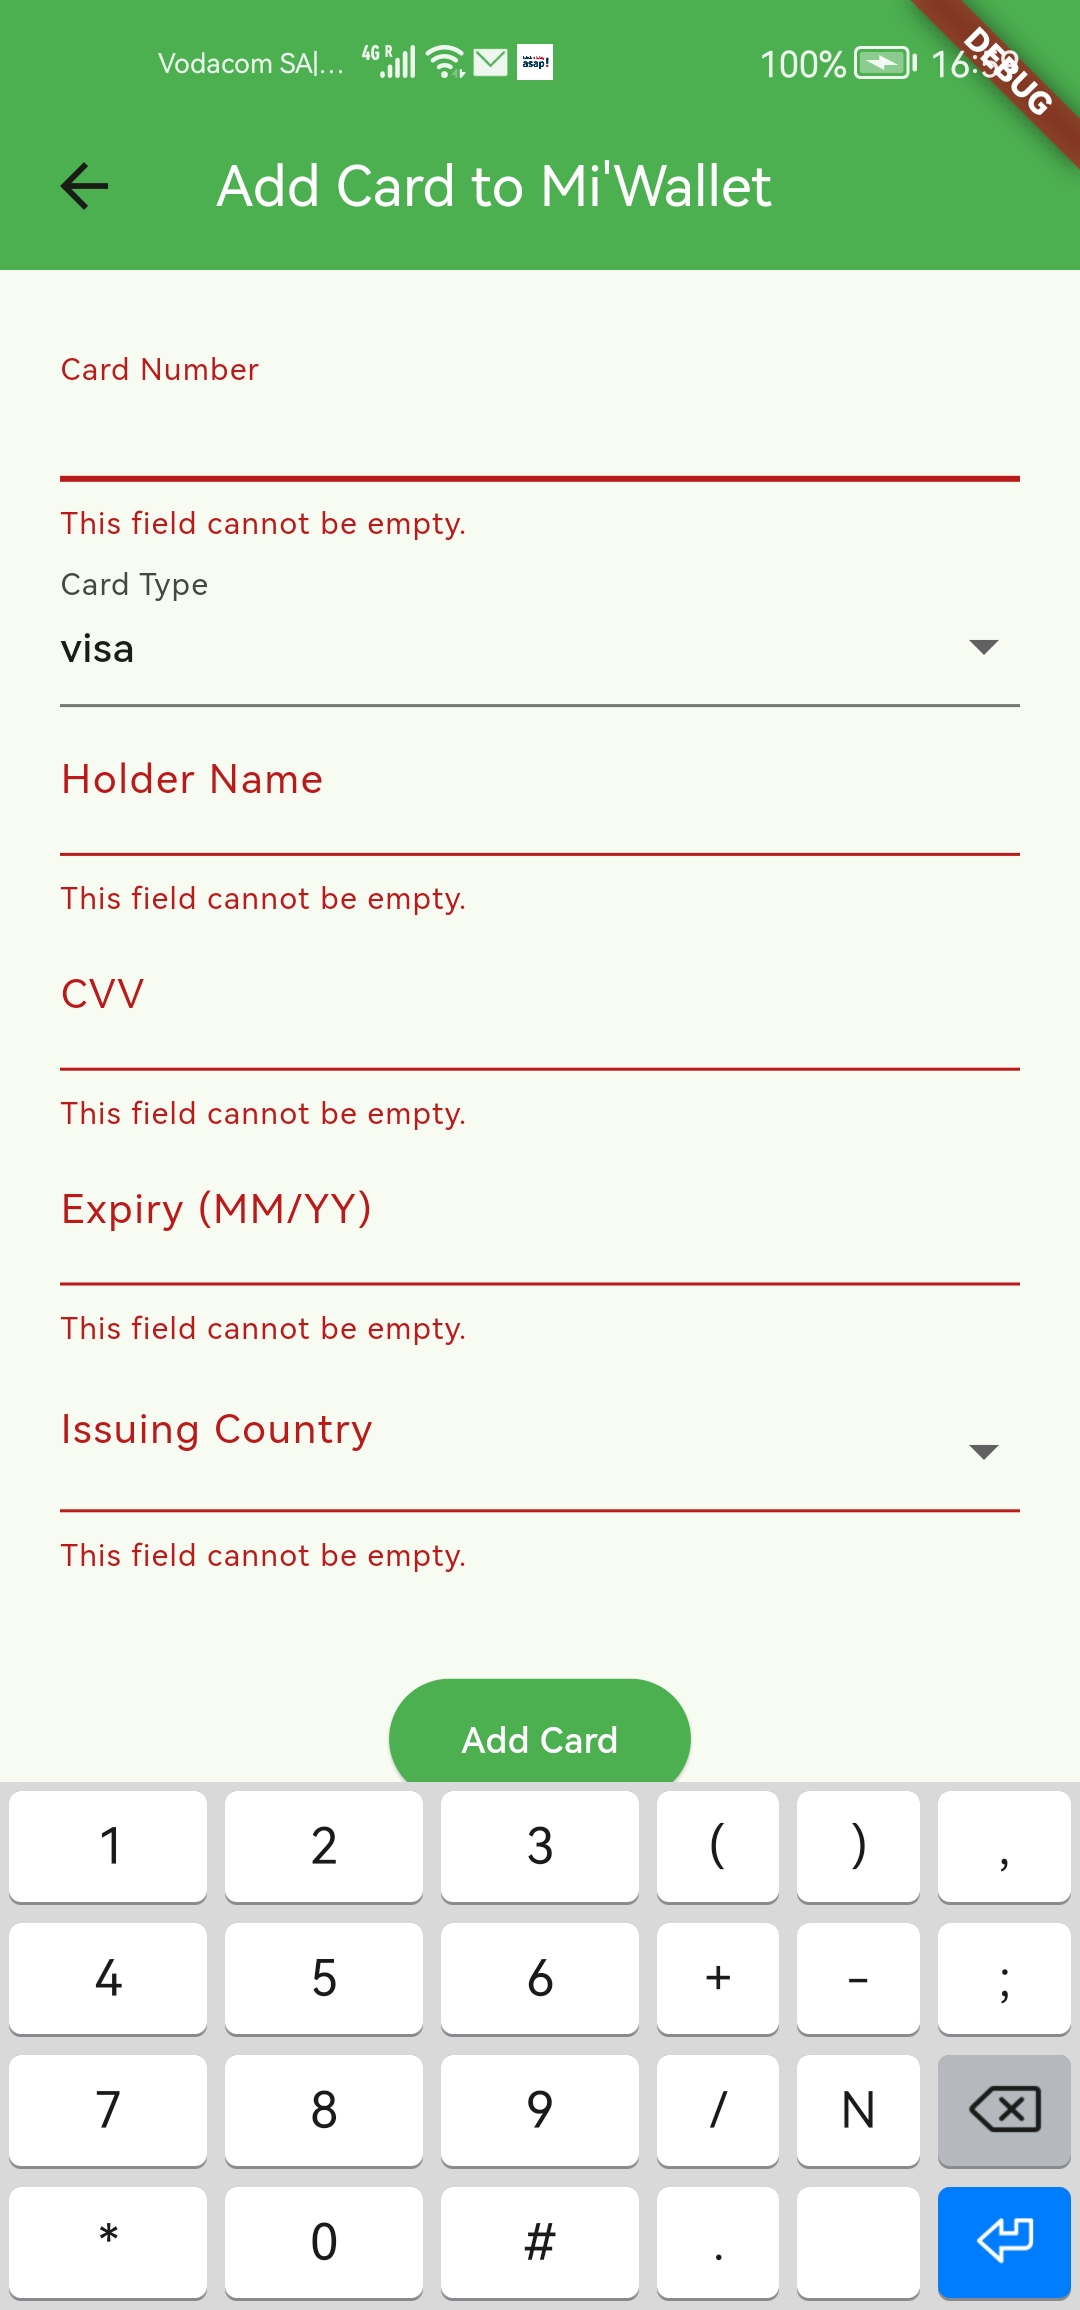 Vodacom SA|... 4G R asap! 100%
DEBUG
Add Card to Mi'Wallet
Card Number
This field cannot be empty.
Card Type
visa
Holder Name
This field cannot be empty.
CVV
This field cannot be empty.
Expiry (MM/YY)
This field cannot be empty.
Issuing Country
This field cannot be empty.
Add Card
1 2 3 ( ) ,
4 5 6 + - ;
7 8 9 / N
* 0 # .